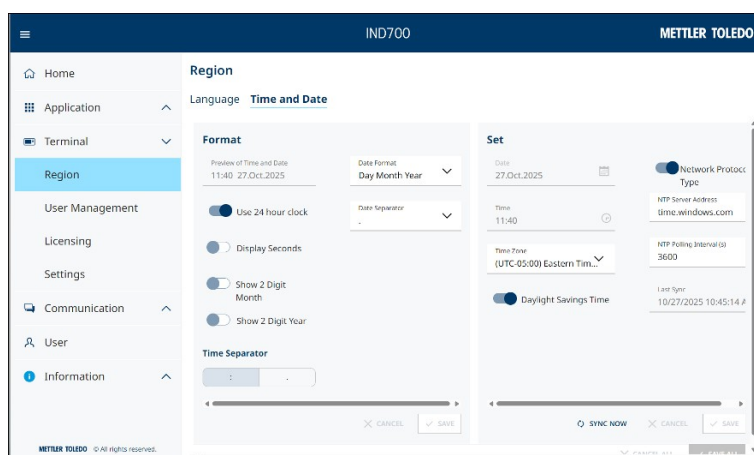 IND700
METTLER TOLEDO
Home
Application
Terminal
Region
User Management
Licensing
Settings
Communication
User
Information
METTLER TOLEDO © All rights reserved.
Region
Language Time and Date
Format
Preview of Time and Date
11:40 27.Oct.2025
Date Format
Day Month Year
Use 24 hour clock
Date Separator
.
Display Seconds
Show 2 Digit
Month
Show 2 Digit Year
Time Separator
: .
CANCEL SAVE
Set
Date
27.Oct.2025
Time
11:40
Time Zone
(UTC-05:00) Eastern Tim...
Daylight Savings Time
Network Protoc
Type
NTP Server Address
time.windows.com
NTP Polling Interval (s)
3600
Last Sync
10/27/2025 10:45:14 A
SYNC NOW CANCEL SAVE
CANCEL ALL SAVE ALL